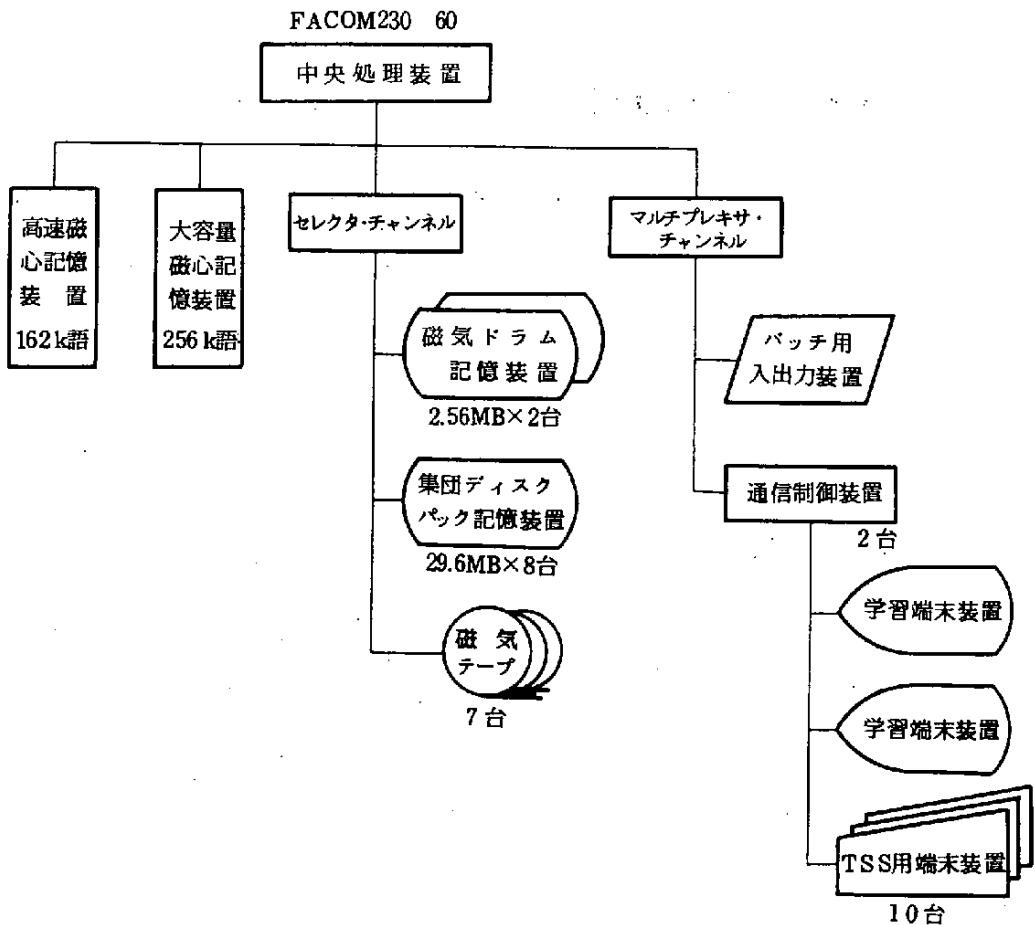 FACOM230 60
中央処理装置
高速磁
心記憶
装置
162k語
大容量
磁心記
憶装置
256k語
セレクタ・チャンネル
磁気ドラム
記憶装置
2.56MB×2台
集団ディスク
パック記憶装置
29.6MB×8台
磁気
テープ
7台
マルチプレキサ・
チャンネル
バッチ用
入出力装置
通信制御装置
2台
学習端末装置
学習端末装置
TSS用端末装置
10台